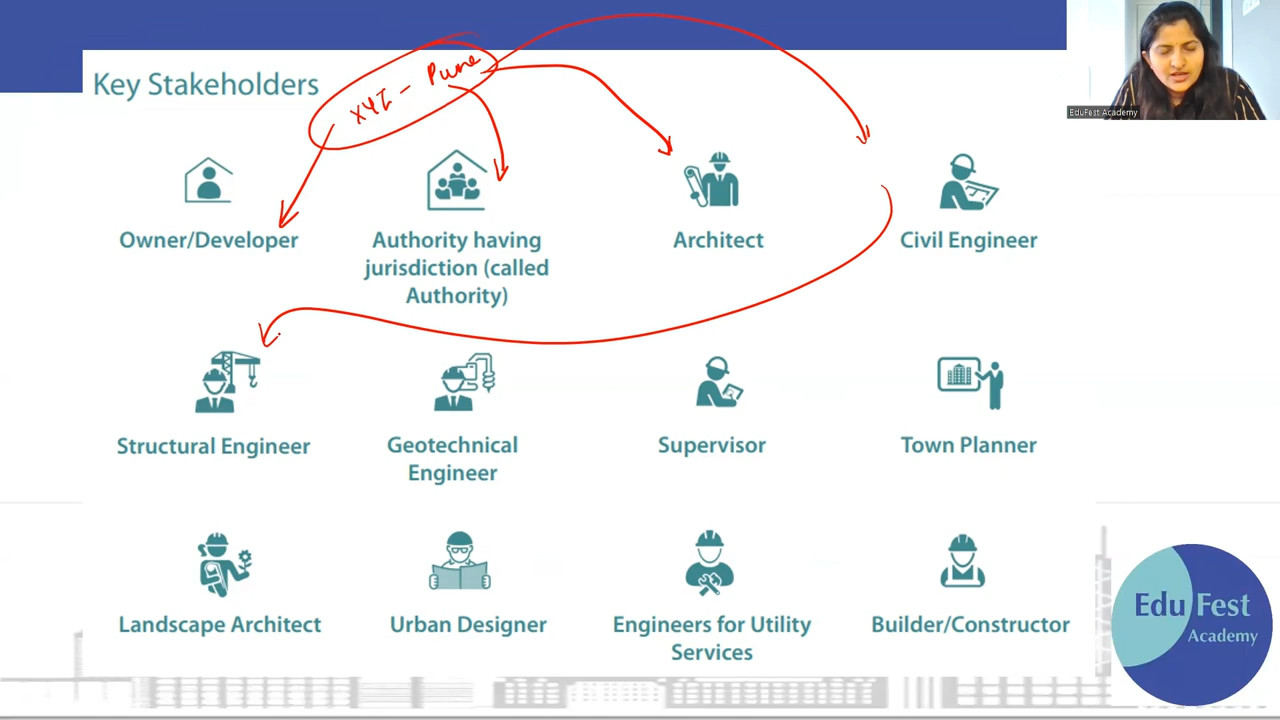 EduFest Academy
Key Stakeholders
XYZ - Pune
Owner/Developer
Authority having
jurisdiction (called
Authority)
Architect
Civil Engineer
Structural Engineer
Geotechnical
Engineer
Supervisor
Town Planner
Landscape Architect
Urban Designer
Engineers for Utility
Services
Builder/Constructor
Edu Fest
Academy